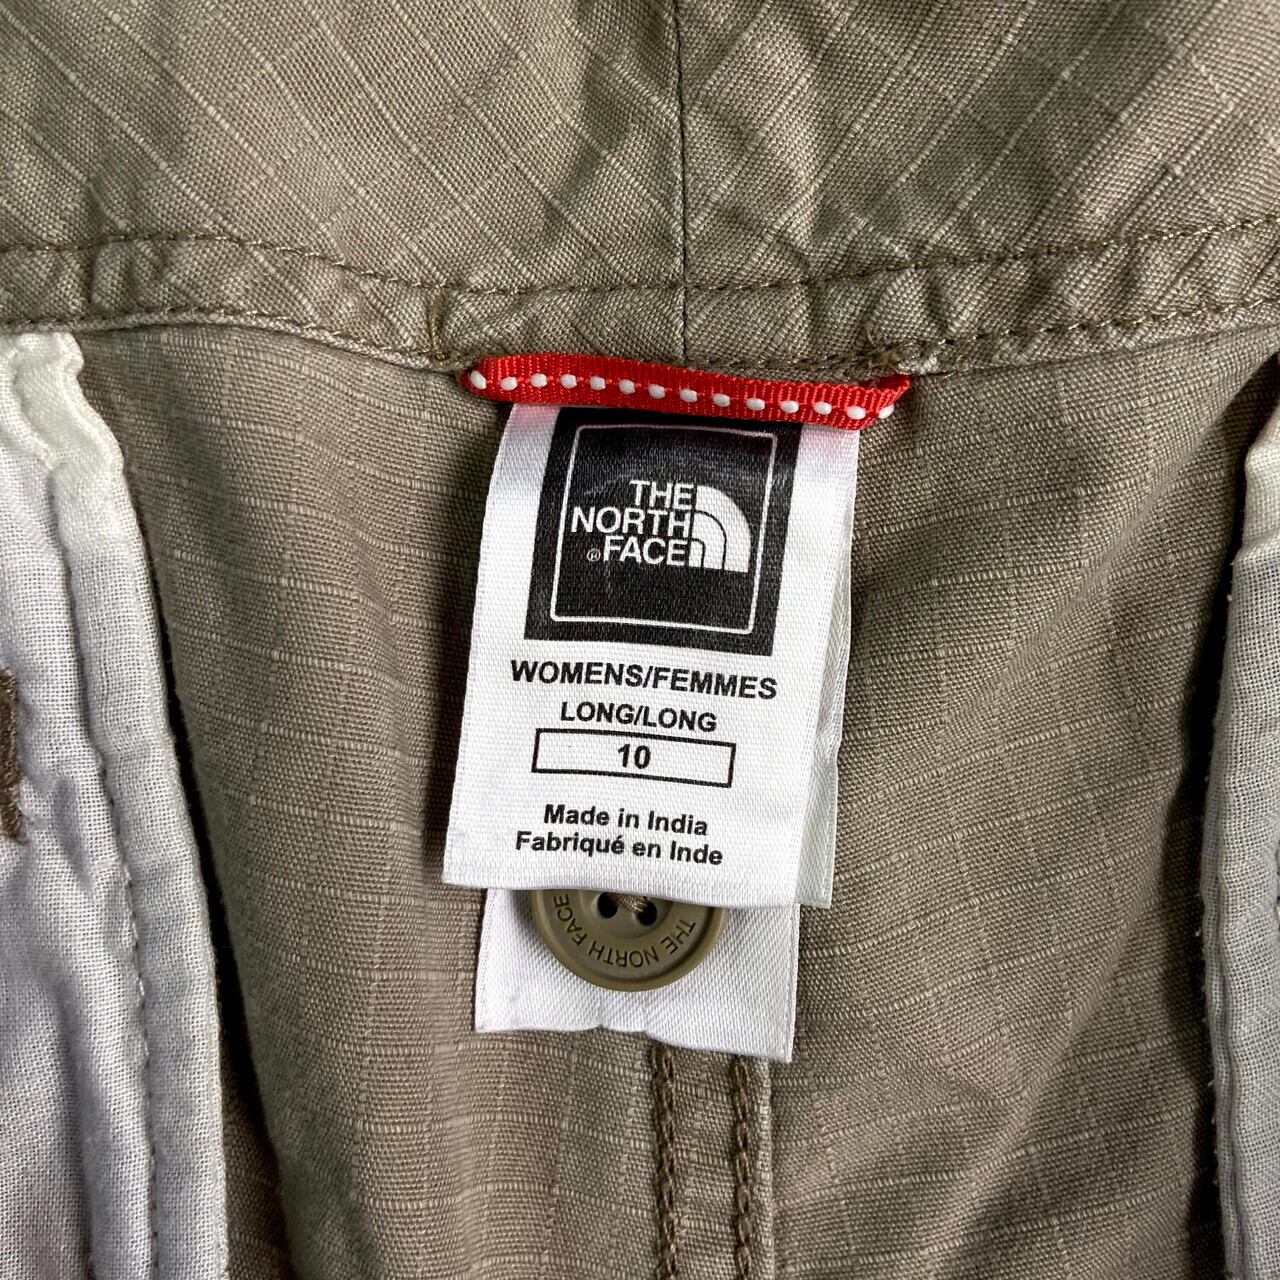 THE
NORTH
® FACE
WOMENS/FEMMES
LONG/LONG
10
Made in India
Fabriqué en Inde
THE NORTH FACE